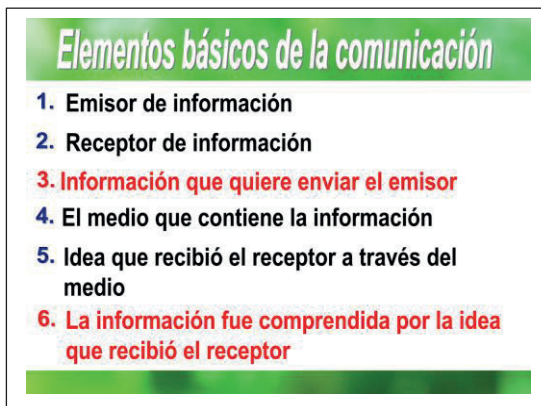 Elementos básicos de la comunicación
1. Emisor de información
2. Receptor de información
3. Información que quiere enviar el emisor
4. El medio que contiene la información
5. Idea que recibió el receptor a través del
medio
6. La información fue comprendida por la idea
que recibió el receptor